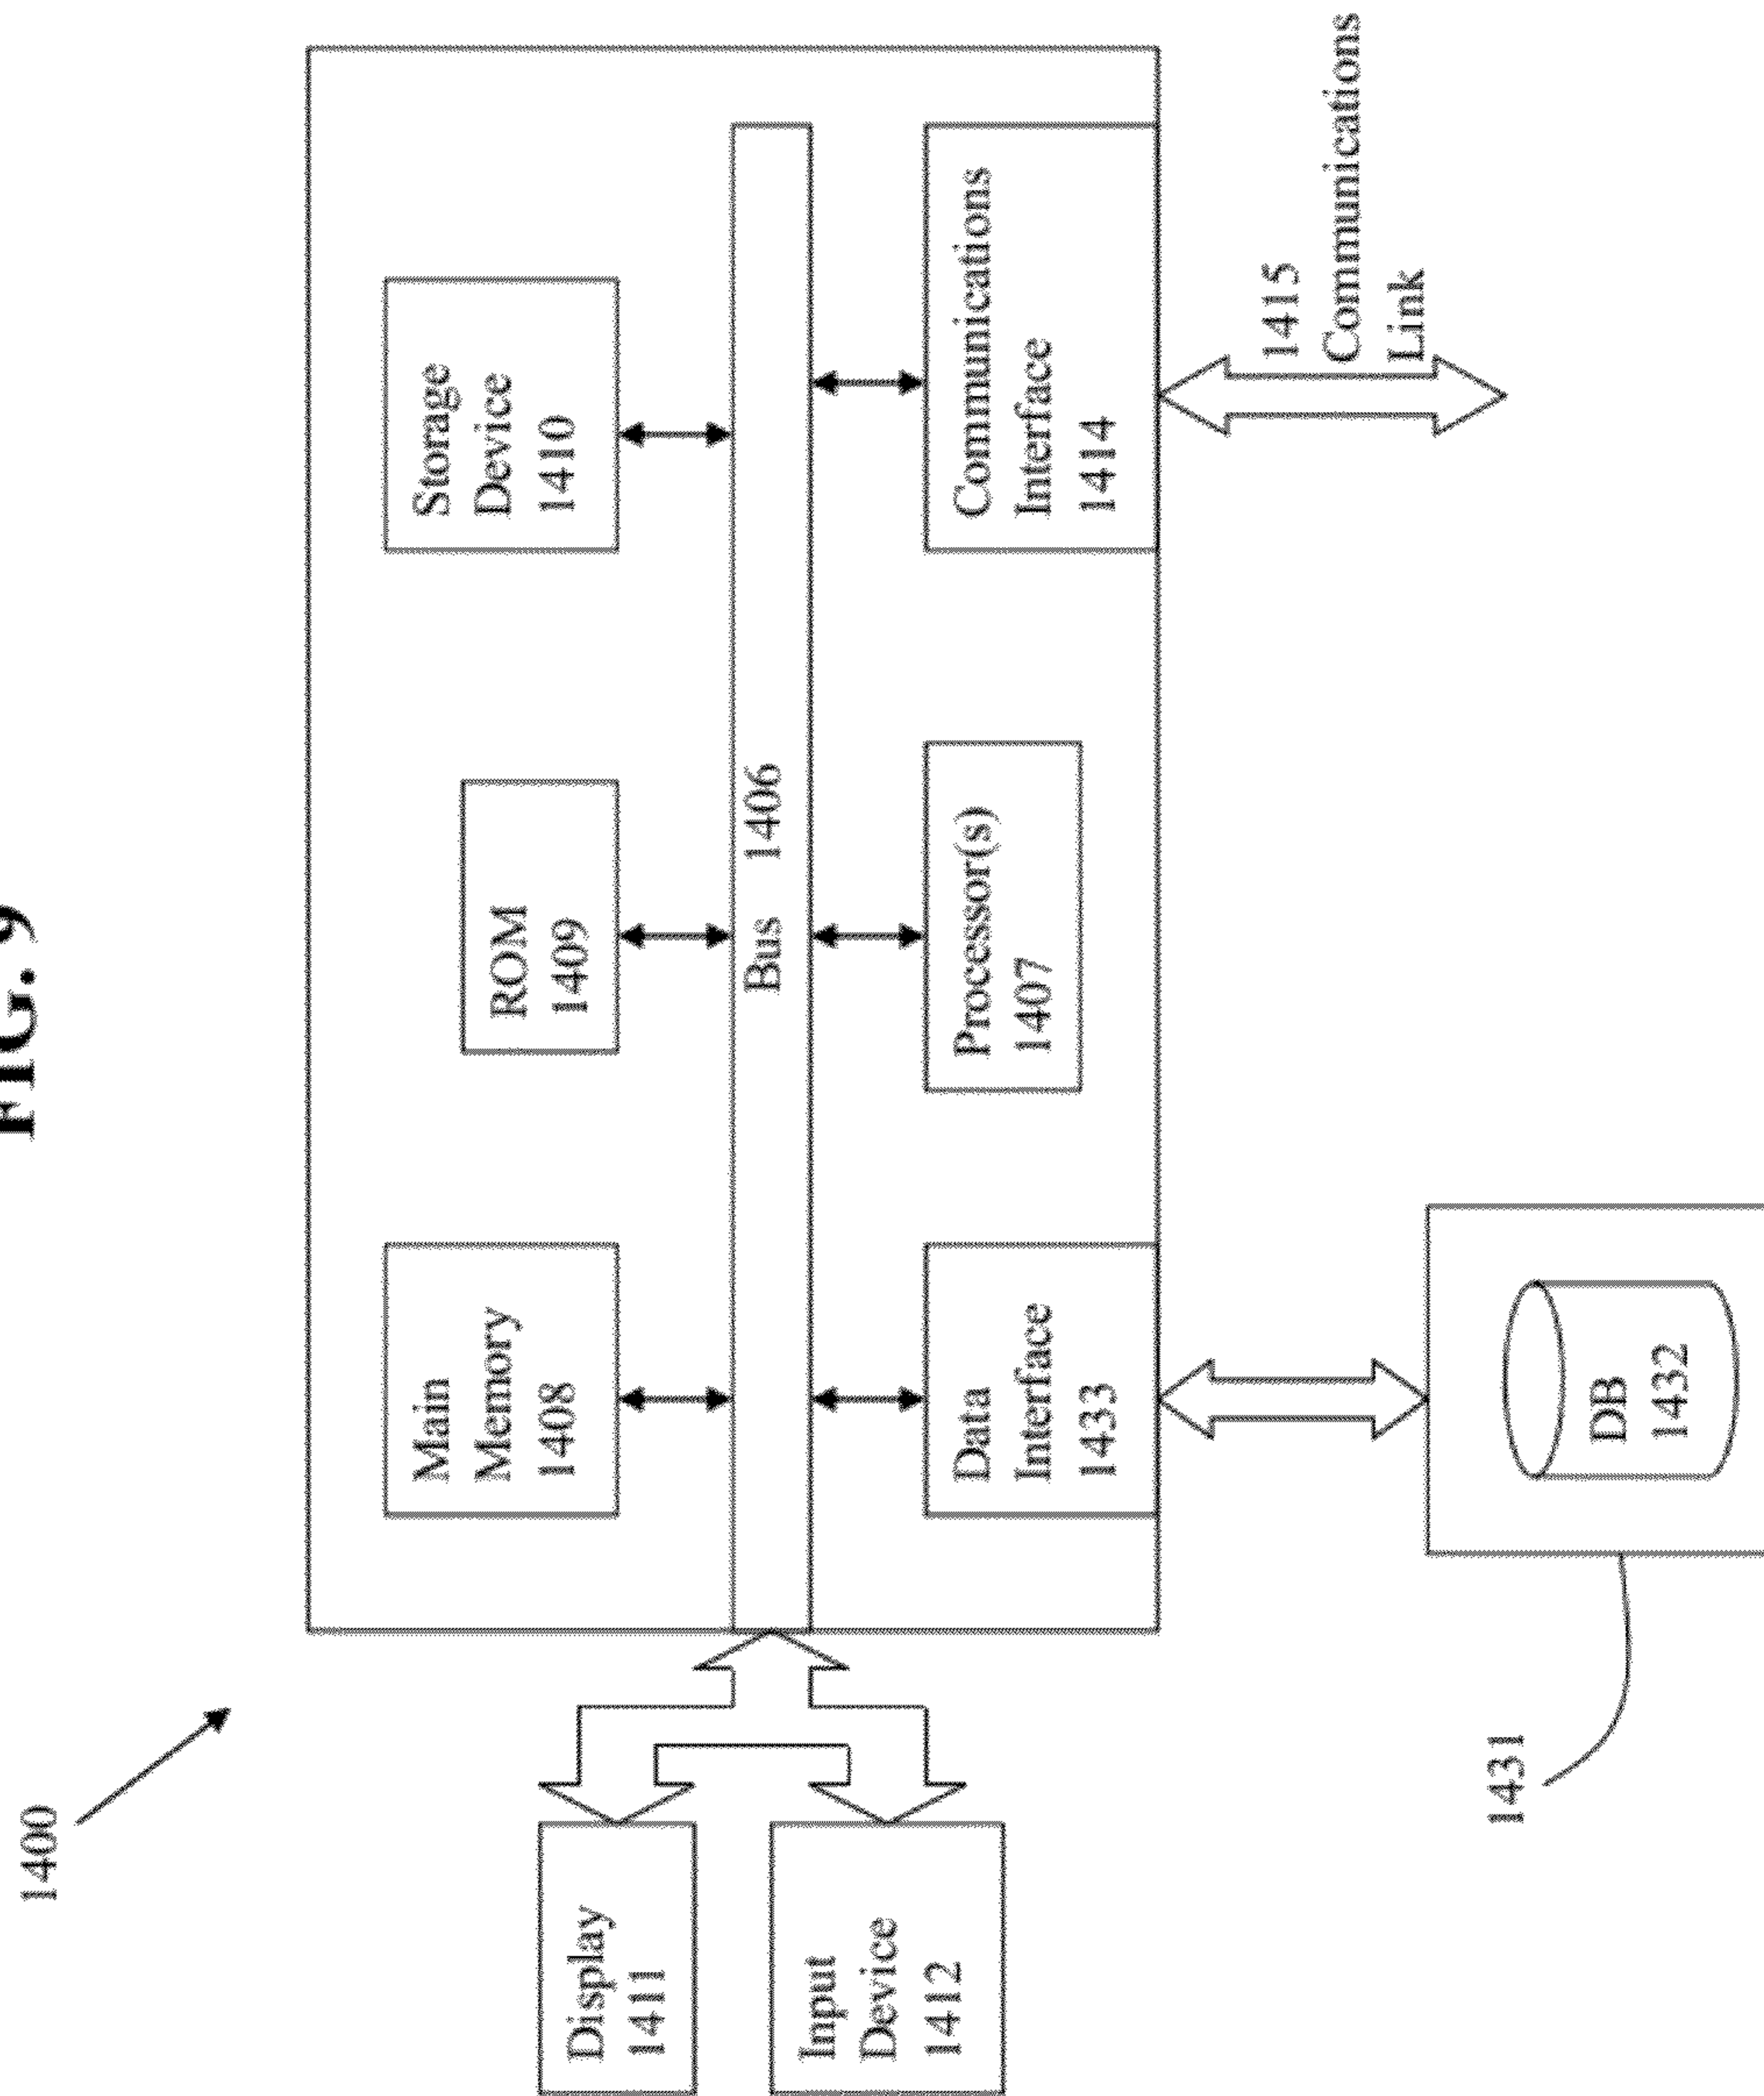 FIG. 9
1400
Main
Memory
1408
ROM
1409
Storage
Device
1410
Display
1411
Bus 1406
Input
Device
1412
Data
Interface
1433
Processor(s)
1407
Communications
Interface
1414
1415
Communications
Link
1431
DB
1432